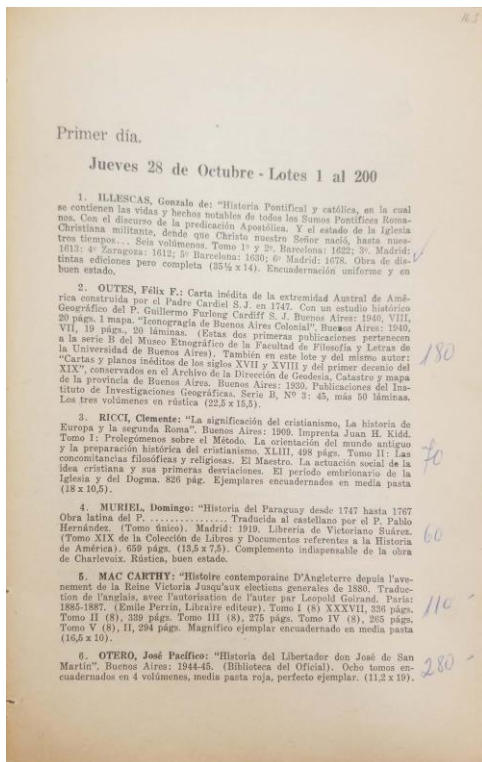 Primer día.
Jueves 28 de Octubre - Lotes 1 al 200
1. ILLESCAS, Gonzalo de: "Historia Pontifical y católica, en la cual
se contienen las vidas y hechos notables de todos los Sumos Pontífices Roma-
nos. Con el discurso de la predicación Apostólica. Y el estado de la Iglesia
Christiana militante, dende que Christo nuestro Señor nació, hasta nues-
tros tiempos... Seis volúmenes. Tomo 1º y 2º. Barcelona: 1622; 3º. Madrid:
1613: 4º Zaragoza: 1612; 5º Barcelona: 1630; 6º Madrid: 1678. Obra de dis-
tintas ediciones pero completa (35½ x 14). Encuadernación uniforme y en
buen estado.
2. OUTES, Félix F.: Carta inédita de la extremidad Austral de Amé-
rica construida por el Padre Cardiel S. J. en 1747. Con un estudio histórico
Geográfico del P. Guillermo Furlong Cardiff S. J. Buenos Aires: 1940, VIII,
20 págs. 1 mapa. "Iconografía de Buenos Aires Colonial". Buenos Aires: 1940,
VII, 19 págs., 20 láminas. (Estas dos primeras publicaciones pertenecen
a la serie B del Museo Etnográfico de la Facultad de Filosofía y Letras de
la Universidad de Buenos Aires). También en este lote y del mismo autor:
"Cartas y planos inéditos de los siglos XVII y XVIII y del primer decenio del
XIX", conservados en el Archivo de la Dirección de Geodesia, Catastro y mapa
de la provincia de Buenos Aires. Buenos Aires: 1930. Publicaciones del Ins-
tituto de Investigaciones Geográficas. Serie B, Nº 3: 45, más 50 láminas.
Los tres volúmenes en rústica (22,5 x 15,5).
180
3. RICCI, Clemente: "La significación del cristianismo, La historia de
Europa y la segunda Roma". Buenos Aires: 1909. Imprenta Juan H. Kidd.
Tomo I: Prolegómenos sobre el Método. La orientación del mundo antiguo
y la preparación histórica del cristianismo. XLIII, 498 págs. Tomo II: Las
concomitancias filosóficas y religiosas. El Maestro. La actuación social de la
idea cristiana y sus primeras desviaciones. El período embrionario de la
Iglesia y del Dogma. 826 pág. Ejemplares encuadernados en media pasta
(18 x 10,5).
70
4. MURIEL, Domingo: "Historia del Paraguay desde 1747 hasta 1767
Obra latina del P. ................ Traducida al castellano por el P. Pablo
Hernández. (Tomo único). Madrid: 1919. Librería de Victoriano Suárez.
(Tomo XIX de la Colección de Libros y Documentos referentes a la Historia
de América). 659 págs. (13,5 x 7,5). Complemento indispensable de la obra
de Charlevoix. Rústica, buen estado.
60
5. MAC CARTHY: "Histoire contemporaine D'Angleterre depuis l'ave-
nement de la Reine Victoria Jusqu'aux elections generales de 1880. Traduc-
tion de l'anglais, avec l'autorisation de l'auter par Leopold Goirand. Paris:
1885-1887. (Emile Perrin, Libraire editeur). Tomo I (8) XXXVII, 336 págs.
Tomo II (8), 339 págs. Tomo III (8), 275 págs. Tomo IV (8), 265 págs.
Tomo V (8), II, 294 págs. Magnífico ejemplar encuadernado en media pasta
(16,5 x 10).
110 -
6. OTERO, José Pacífico: "Historia del Libertador don José de San
Martín". Buenos Aires: 1944-45. (Biblioteca del Oficial). Ocho tomos en-
cuadernados en 4 volúmenes, media pasta roja, perfecto ejemplar. (11,2 x 19).
280 -